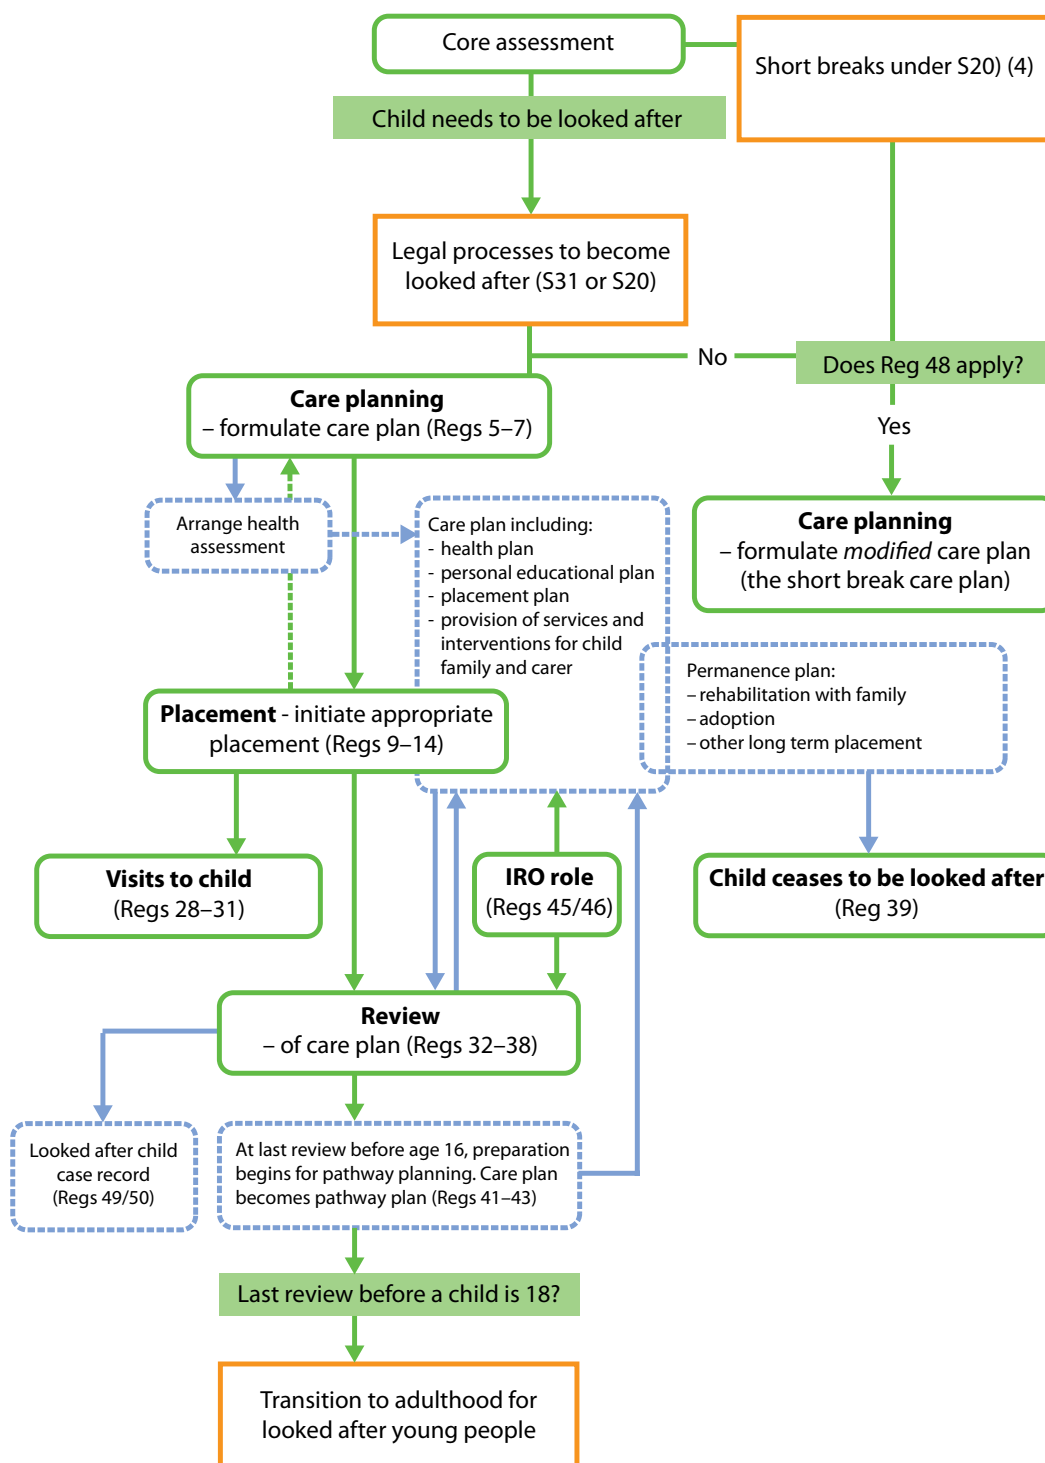 Core assessment
Short breaks under S20) (4)
Child needs to be looked after
Legal processes to become
looked after (S31 or S20)
No
Does Reg 48 apply?
Yes
Care planning
– formulate care plan (Regs 5–7)
Arrange health
assessment
Care plan including:
- health plan
- personal educational plan
- placement plan
- provision of services and
interventions for child
family and carer
Care planning
– formulate modified care plan
(the short break care plan)
Permanence plan:
– rehabilitation with family
– adoption
– other long term placement
Placement - initiate appropriate
placement (Regs 9–14)
Visits to child
(Regs 28–31)
IRO role
(Regs 45/46)
Child ceases to be looked after
(Reg 39)
Review
– of care plan (Regs 32–38)
Looked after child
case record
(Regs 49/50)
At last review before age 16, preparation
begins for pathway planning. Care plan
becomes pathway plan (Regs 41–43)
Last review before a child is 18?
Transition to adulthood for
looked after young people